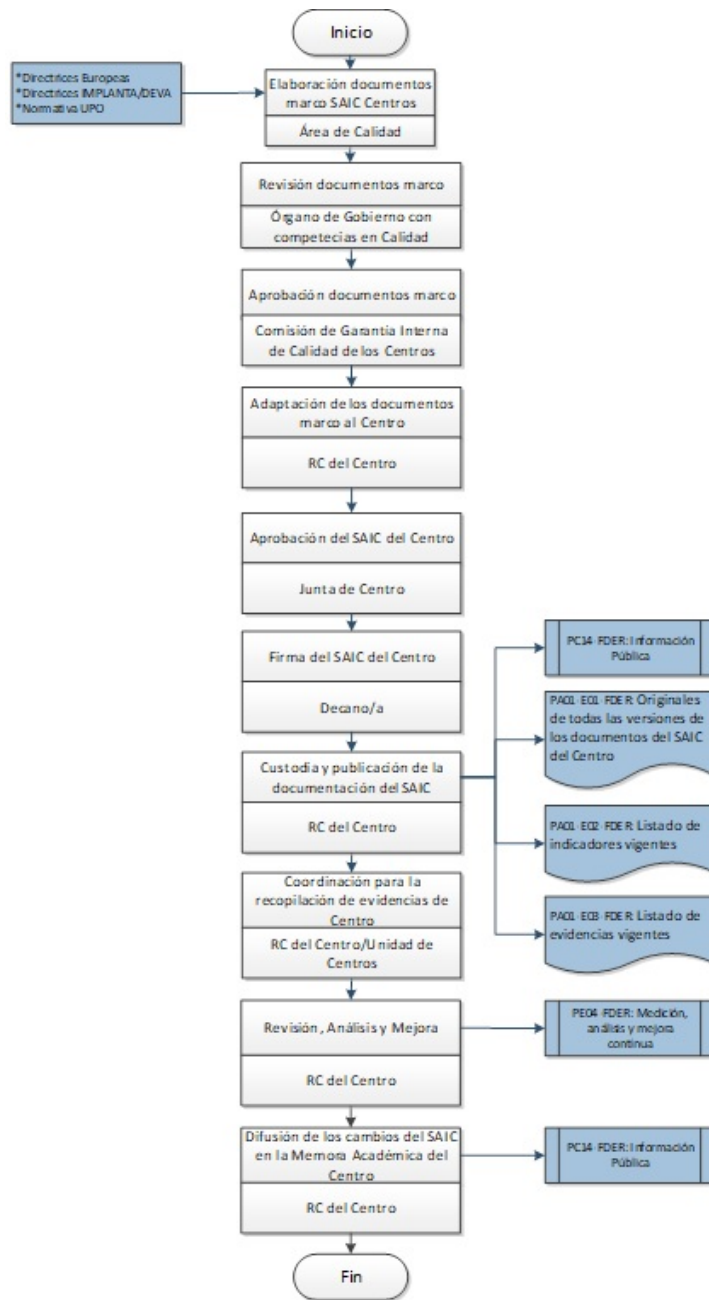 Inicio
*Directrices Europeas
*Directrices IMPLANTA/DEVA
*Normativa UPO
Elaboración documentos
marco SAIC Centros
Área de Calidad
Revisión documentos marco
Órgano de Gobierno con
competecias en Calidad
Aprobación documentos marco
Comisión de Garantía Interna
de Calidad de los Centros
Adaptación de los documentos
marco al Centro
RC del Centro
Aprobación del SAIC del Centro
Junta de Centro
Firma del SAIC del Centro
Decano/a
Custodia y publicación de la
documentación del SAIC
RC del Centro
PC14-FDER: Información
Pública
PA01-E01-FDER: Originales
de todas las versiones de
los documentos del SAIC
del Centro
PA01-E02-FDER: Listado de
indicadores vigentes
PA01-E03-FDER: Listado de
evidencias vigentes
Coordinación para la
recopilación de evidencias de
Centro
RC del Centro/Unidad de
Centros
Revisión, Análisis y Mejora
RC del Centro
PE04-FDER: Medición,
análisis y mejora
continua
Difusión de los cambios del SAIC
en la Memora Académica del
Centro
RC del Centro
PC14-FDER: Información
Pública
Fin